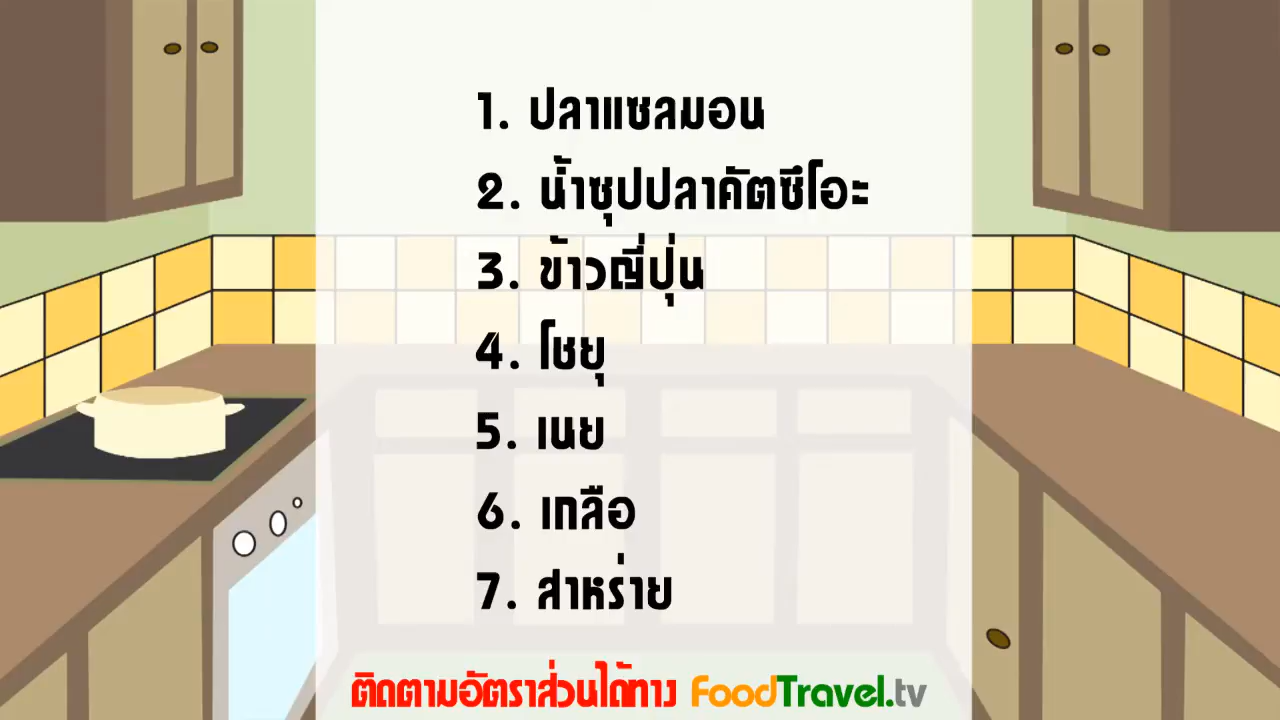 1. ปลาแซลมอน
2. น้ำซุปปลาคัตซึโอะ
3. ข้าวญี่ปุ่น
4. โชยุ
5. เนย
6. เกลือ
7. สาหร่าย
ติดตามอัตราส่วนได้ทาง FoodTravel.tv